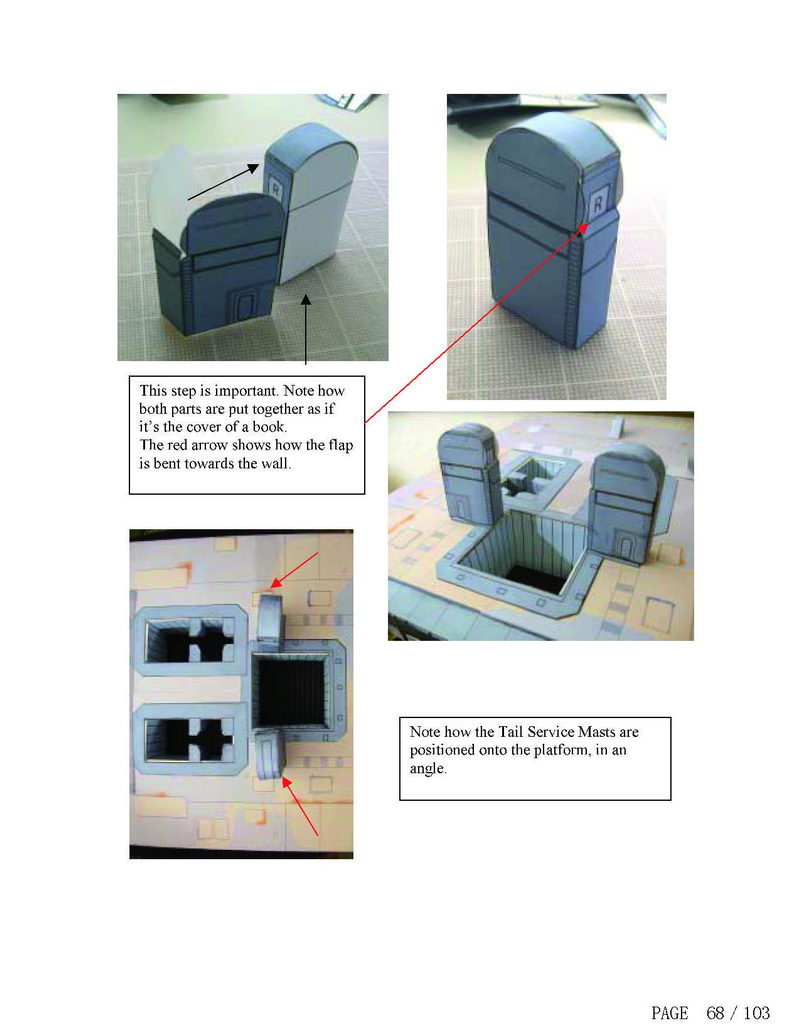 R
R
This step is important. Note how
both parts are put together as if
it's the cover of a book.
The red arrow shows how the flap
is bent towards the wall.
Note how the Tail Service Masts are
positioned onto the platform, in an
angle.
PAGE 68 / 103